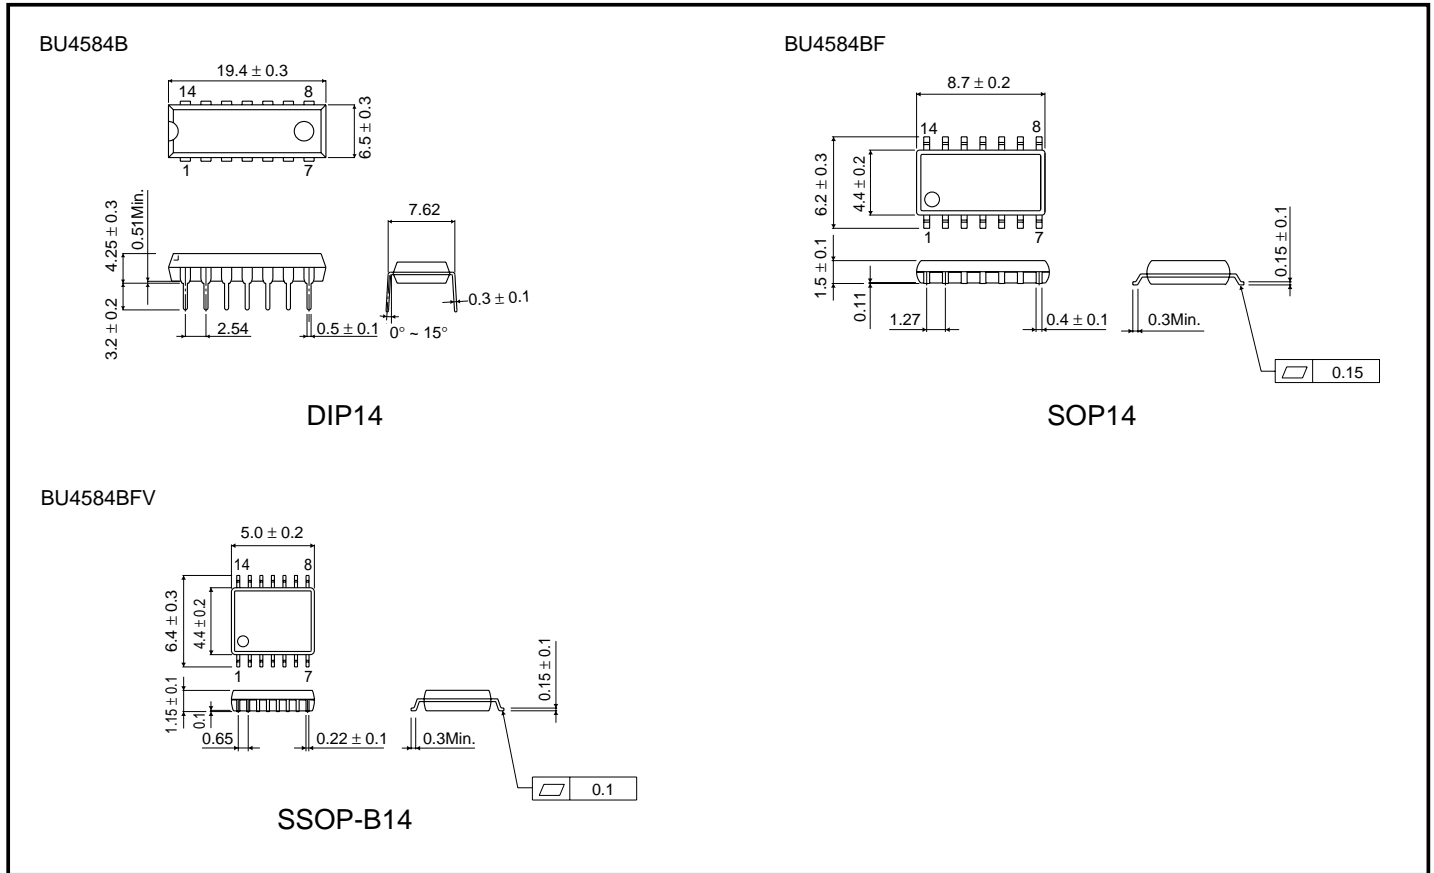 BU4584B
19.4 ± 0.3
14 8
6.5 ± 0.3
1 7
4.25 ± 0.3
0.51Min.
3.2 ± 0.2
2.54
0.5 ± 0.1
7.62
0.3 ± 0.1
0° ~ 15°
DIP14
BU4584BF
8.7 ± 0.2
14 8
6.2 ± 0.3
4.4 ± 0.2
1 7
1.5 ± 0.1
0.11
1.27
0.4 ± 0.1
0.3Min.
0.15 ± 0.1
0.15
SOP14
BU4584BFV
5.0 ± 0.2
14 8
6.4 ± 0.3
4.4 ± 0.2
1 7
1.15 ± 0.1
0.1
0.65
0.22 ± 0.1
0.3Min.
0.15 ± 0.1
0.1
SSOP-B14